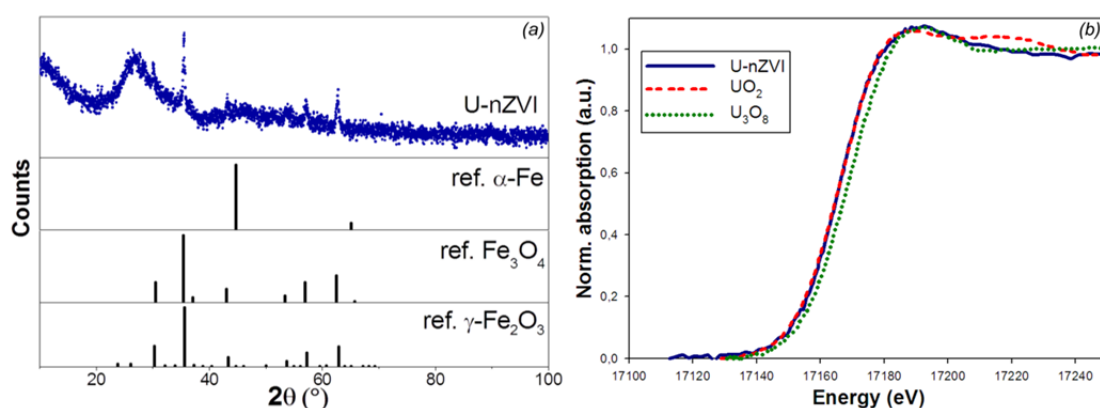 (a)
U-nZVI
ref. α-Fe
ref. Fe₃O₄
ref. γ-Fe₂O₃
Counts
20 40 60 80 100
2θ (°)
(b)
U-nZVI
UO₂
U₃O₈
Norm. absorption (a.u.)
1,0
0,8
0,6
0,4
0,2
0,0
17100 17120 17140 17160 17180 17200 17220 17240
Energy (eV)